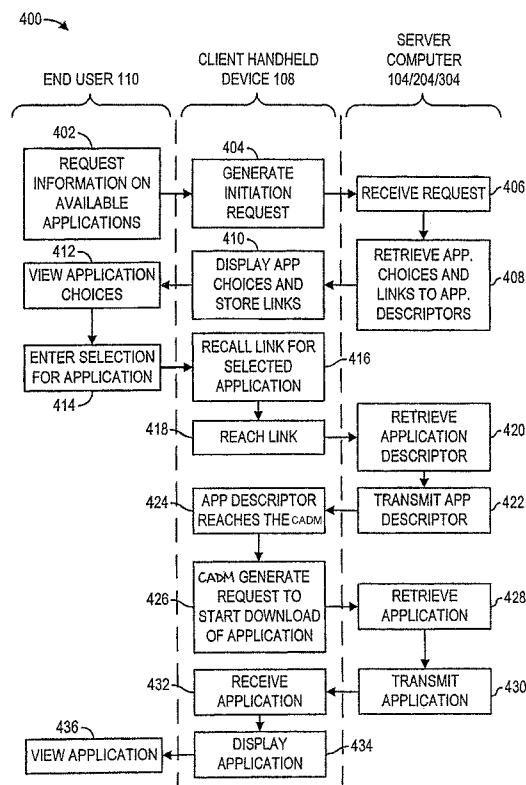 400
END USER 110
CLIENT HANDHELD
DEVICE 108
SERVER
COMPUTER
104/204/304
402
REQUEST
INFORMATION ON
AVAILABLE
APPLICATIONS
404
GENERATE
INITIATION
REQUEST
RECEIVE REQUEST
406
412
VIEW APPLICATION
CHOICES
410
DISPLAY APP
CHOICES AND
STORE LINKS
RETRIEVE APP.
CHOICES AND
LINKS TO APP.
DESCRIPTORS
408
ENTER SELECTION
FOR APPLICATION
414
RECALL LINK FOR
SELECTED
APPLICATION
416
418
REACH LINK
RETRIEVE
APPLICATION
DESCRIPTOR
420
424
APP DESCRIPTOR
REACHES THE CADM
TRANSMIT APP
DESCRIPTOR
422
426
CADM GENERATE
REQUEST TO
START DOWNLOAD
OF APPLICATION
RETRIEVE
APPLICATION
428
432
RECEIVE
APPLICATION
TRANSMIT
APPLICATION
430
436
VIEW APPLICATION
DISPLAY
APPLICATION
434